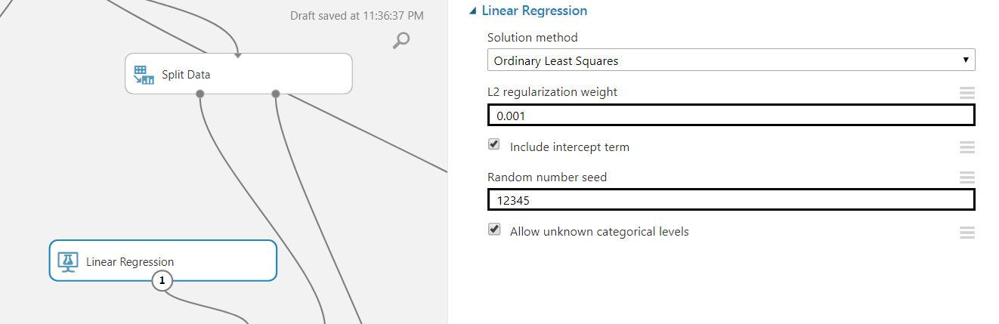 Draft saved at 11:36:37 PM
Split Data
Linear Regression
1
Linear Regression
Solution method
Ordinary Least Squares
L2 regularization weight
0.001
Include intercept term
Random number seed
12345
Allow unknown categorical levels